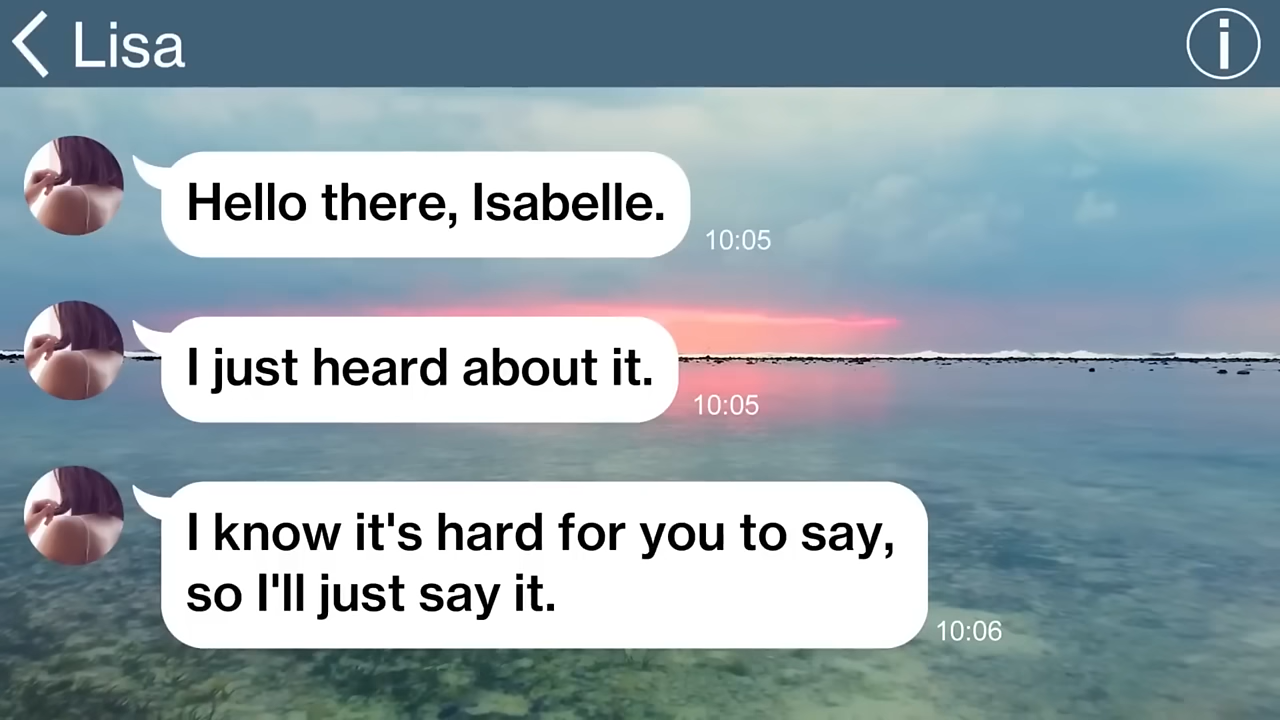 Lisa
Hello there, Isabelle.
10:05
I just heard about it.
10:05
I know it's hard for you to say,
so I'll just say it.
10:06